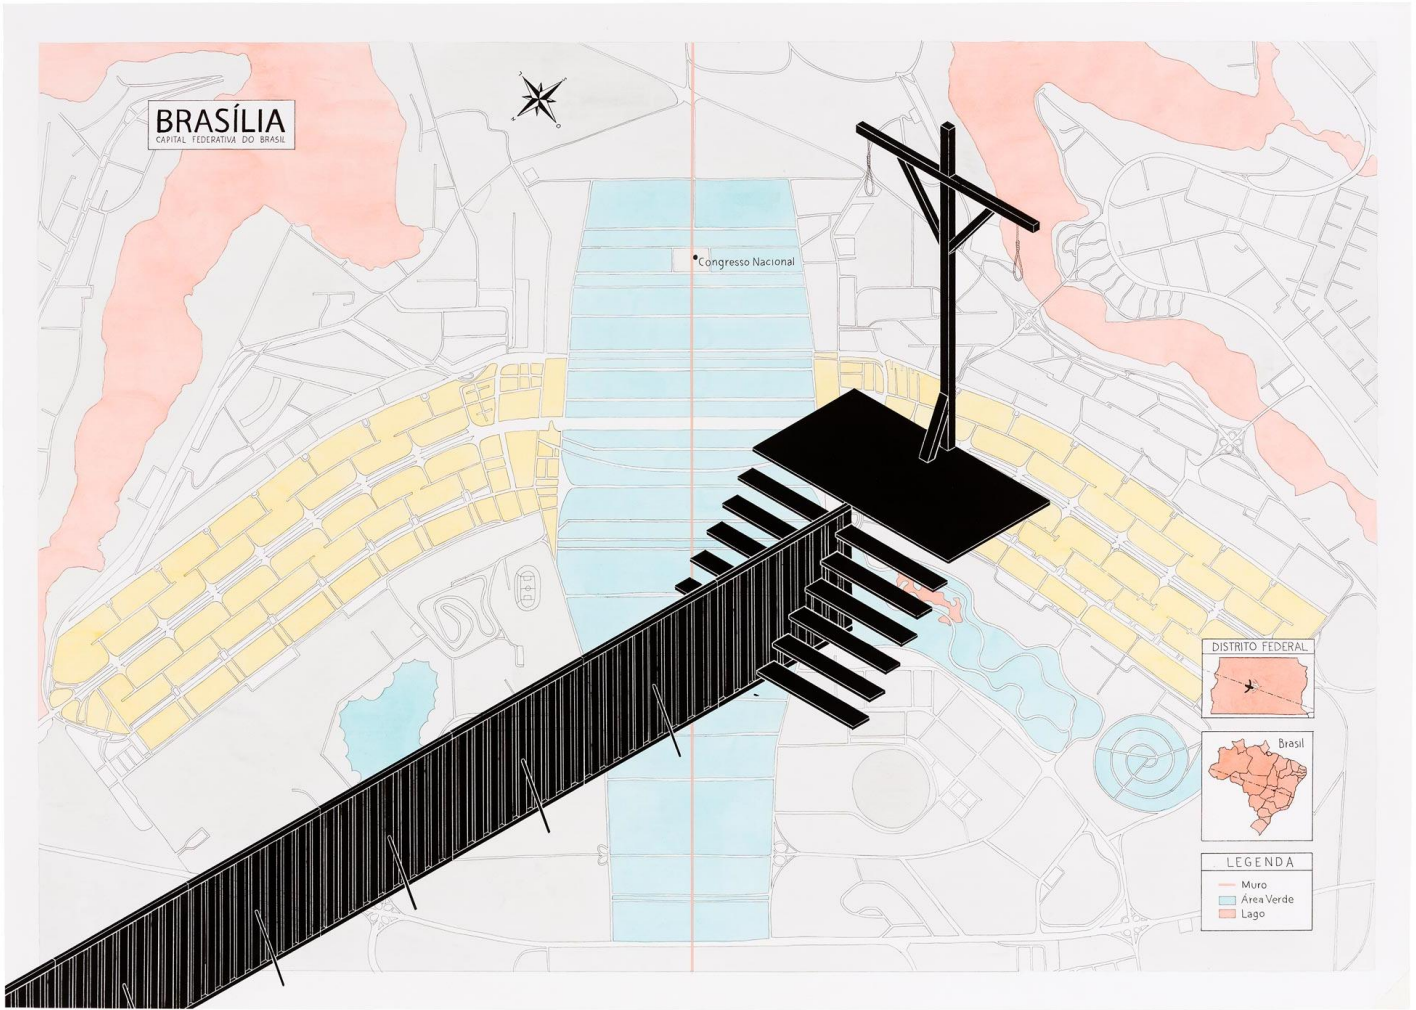 BRASÍLIA
CAPITAL FEDERATIVA DO BRASIL
Congresso Nacional
DISTRITO FEDERAL
Brasil
LEGENDA
Muro
Área Verde
Lago